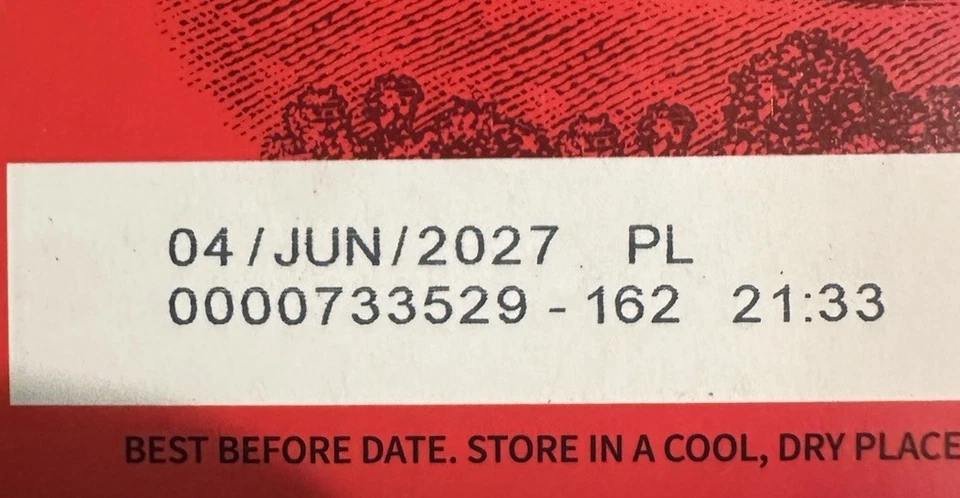 04/JUN/2027 PL
0000733529 - 162 21:33
BEST BEFORE DATE. STORE IN A COOL, DRY PLACE